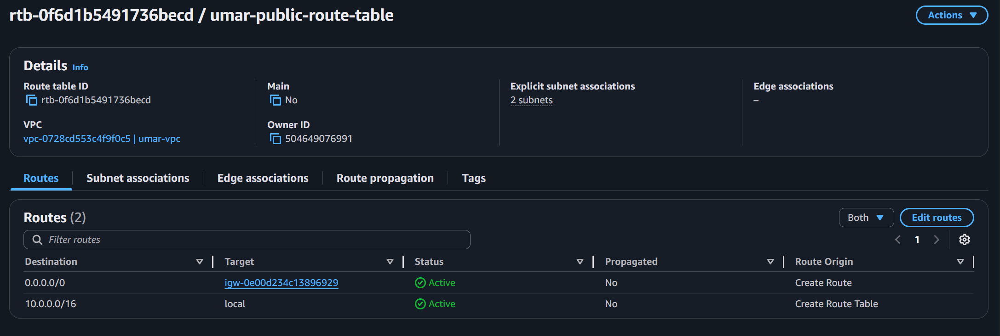 rtb-0f6d1b5491736becd / umar-public-route-table
Actions
Details Info
Route table ID
rtb-0f6d1b5491736becd
Main
No
Explicit subnet associations
2 subnets
Edge associations
–
VPC
vpc-0728cd553c4f9f0c5 | umar-vpc
Owner ID
504649076991
Routes
Subnet associations
Edge associations
Route propagation
Tags
Routes (2)
Both
Edit routes
Filter routes
1
Destination Target Status Propagated Route Origin
0.0.0.0/0 igw-0e00d234c13896929 Active No Create Route
10.0.0.0/16 local Active No Create Route Table